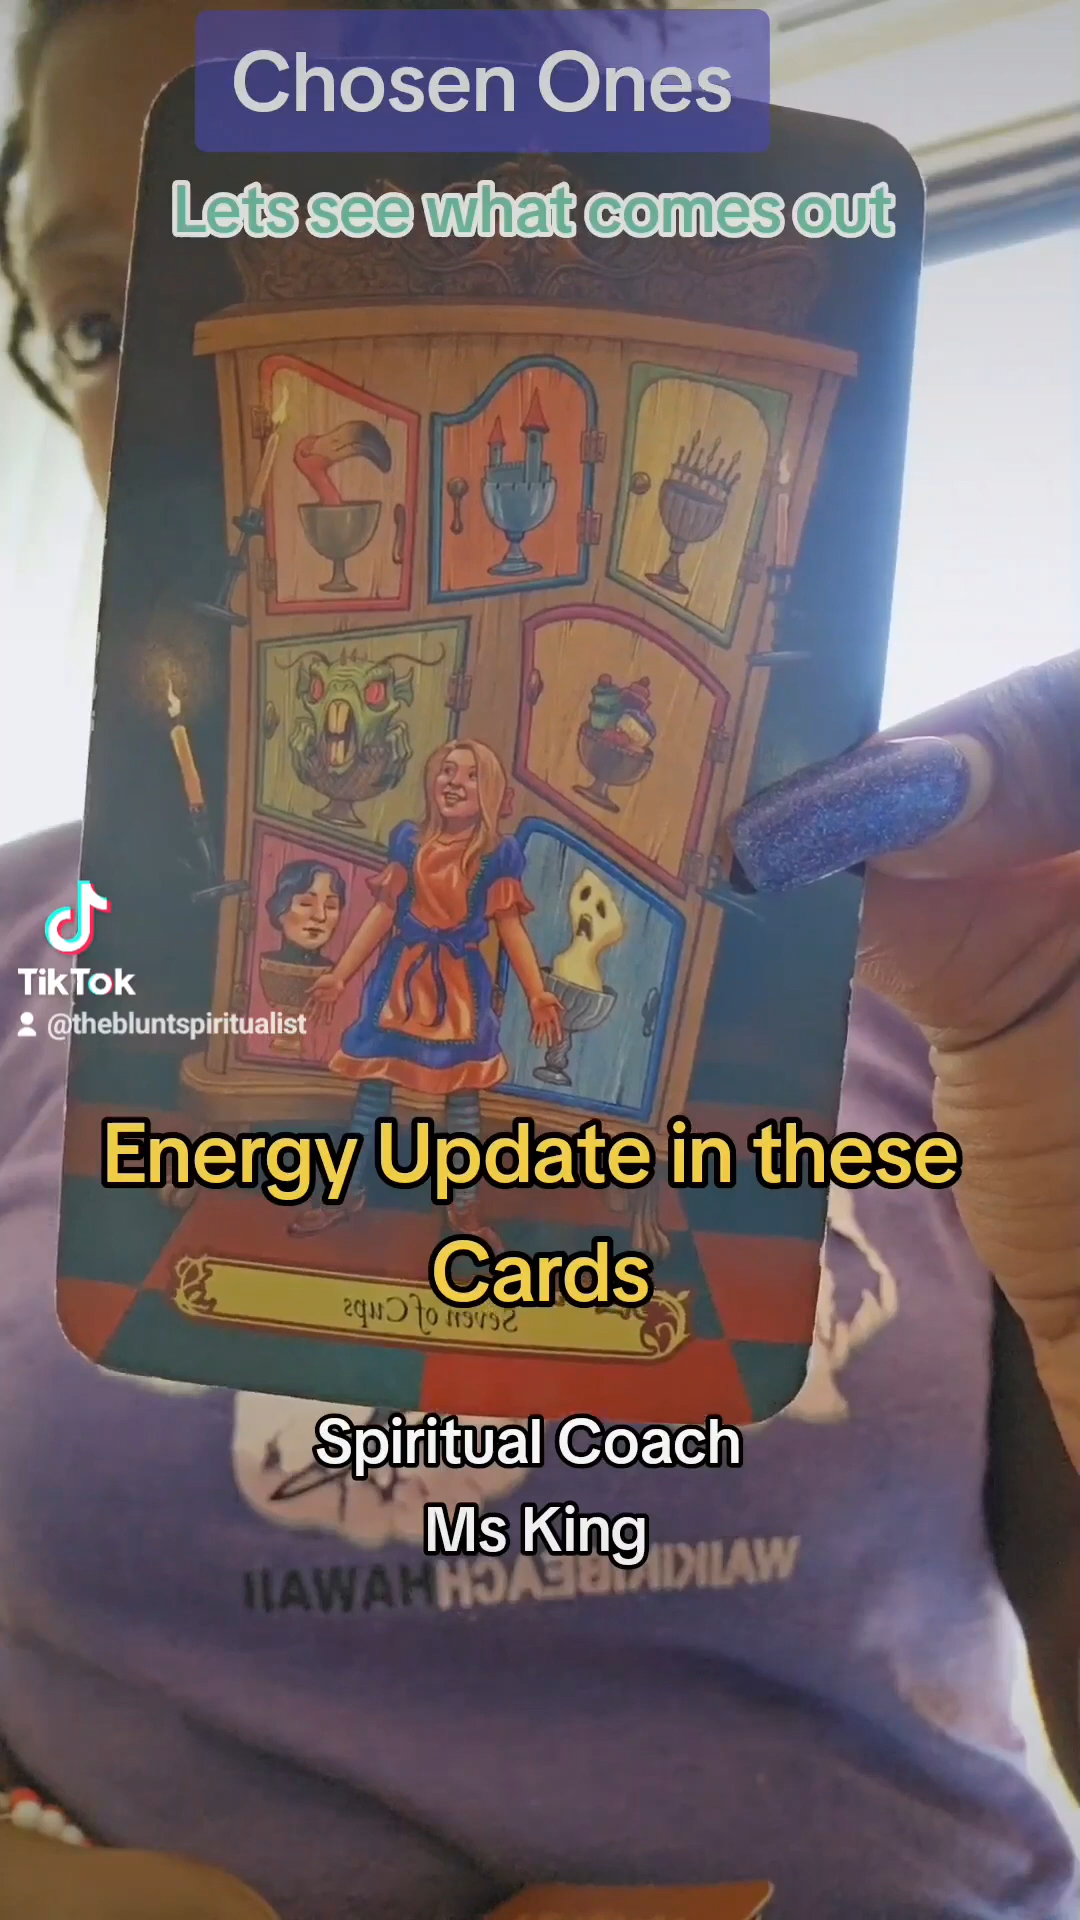 Chosen Ones
Lets see what comes out
TikTok
@thebluntspiritualist
Energy Update in these
Cards
Seven of Cups
Spiritual Coach
Ms King
WAIKIKIBEACHHAWAII